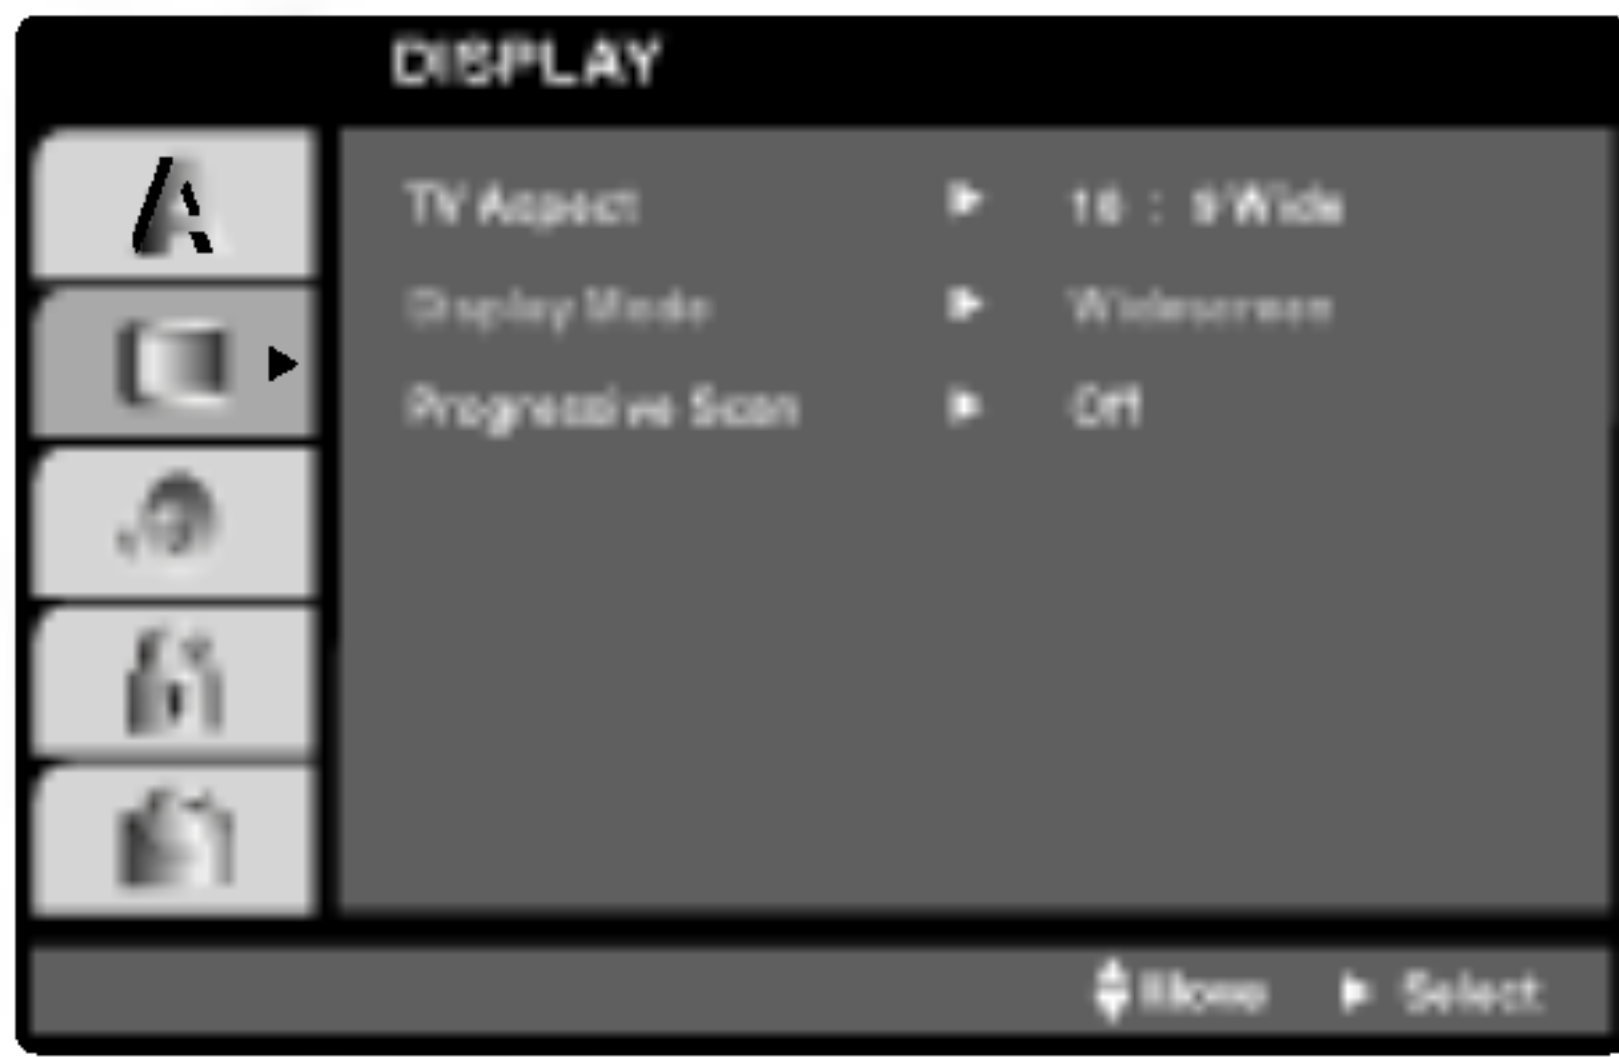 DISPLAY
A
TV Aspect ▶ 16 : 9 Wide
Display Mode ▶ Widescreen
Progressive Scan ▶ Off
Move ▶ Select